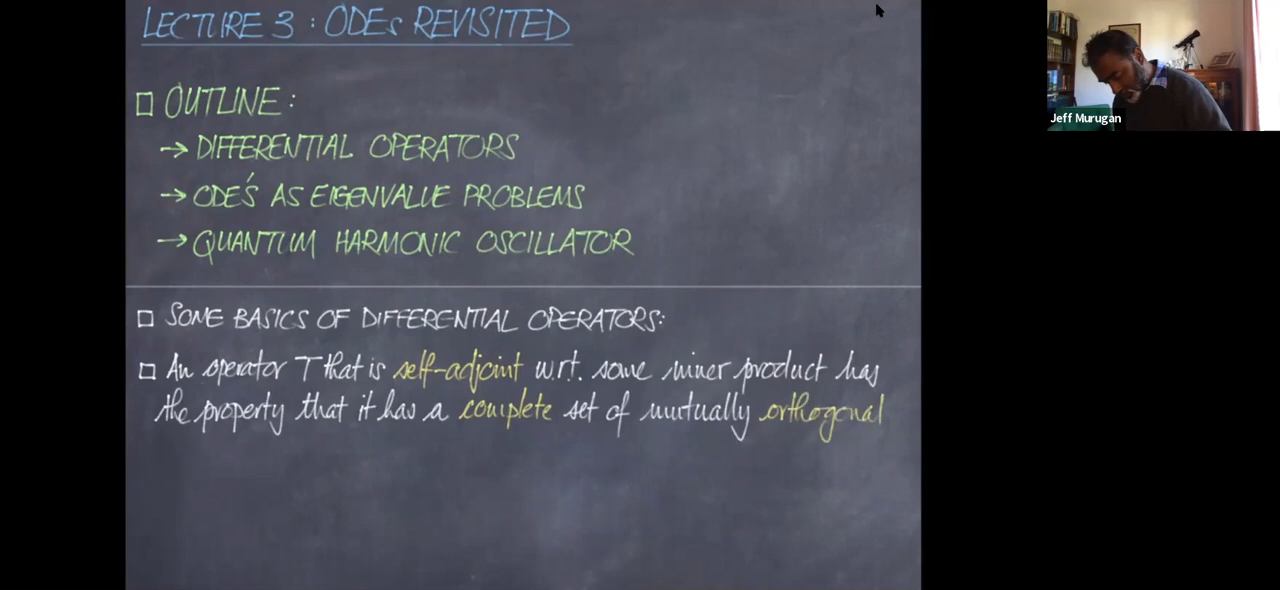 LECTURE 3 : ODEs REVISITED
□ OUTLINE:
→ DIFFERENTIAL OPERATORS
→ ODE'S AS EIGENVALUE PROBLEMS
→ QUANTUM HARMONIC OSCILLATOR
□ SOME BASICS OF DIFFERENTIAL OPERATORS:
□ An operator T that is self-adjoint w.r.t. some inner product has
the property that it has a complete set of mutually orthogonal
Jeff Murugan